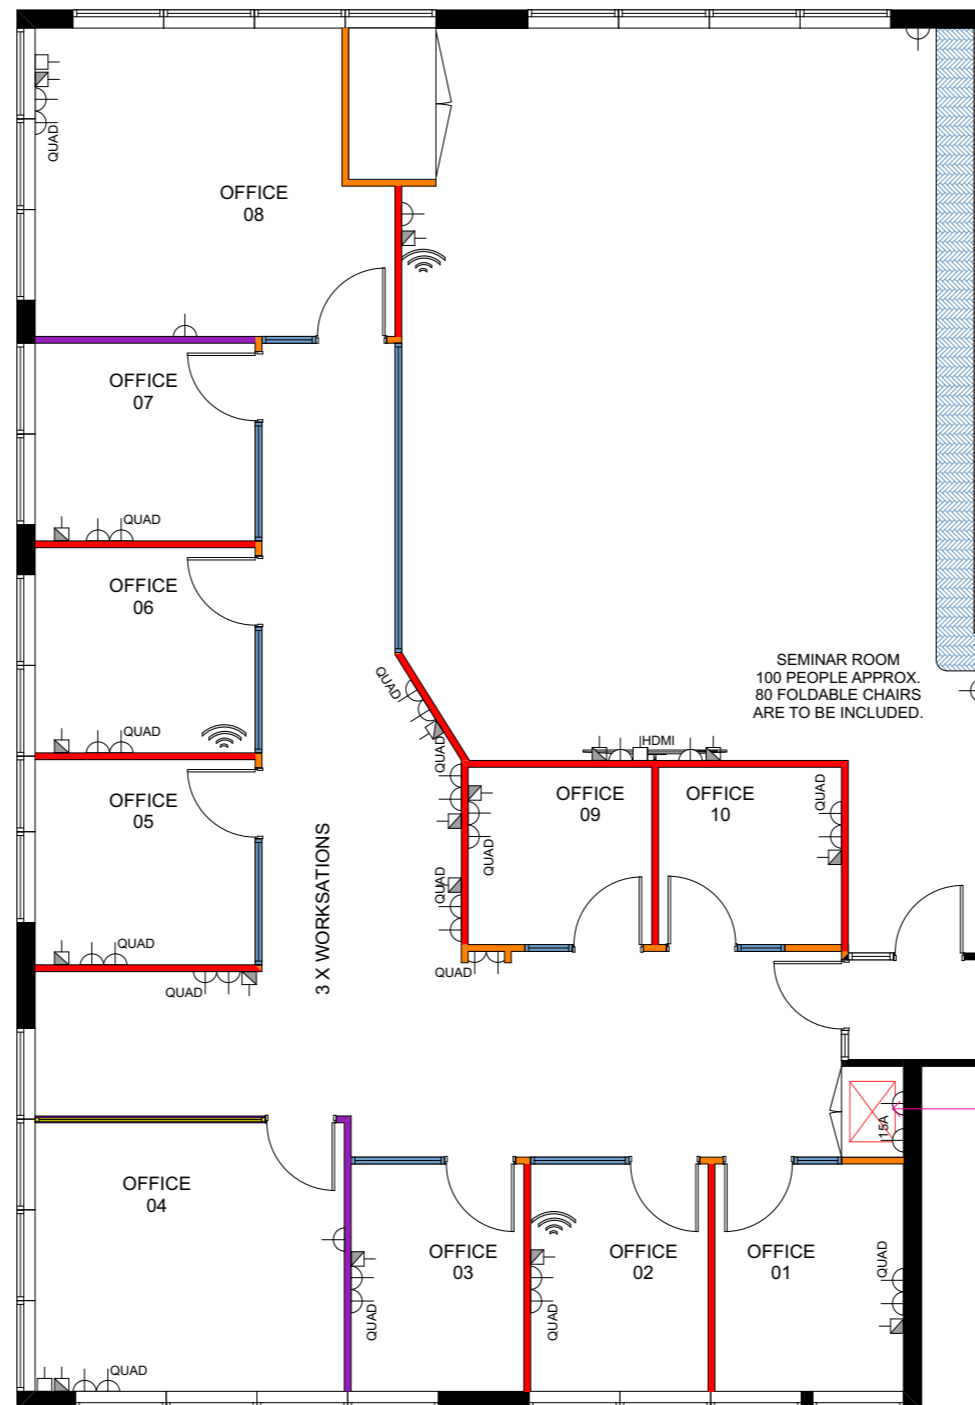 QUAD
OFFICE
08
OFFICE
07
QUAD
OFFICE
06
QUAD
OFFICE
05
QUAD
QUAD
3 X WORKSATIONS
QUAD
SEMINAR ROOM
100 PEOPLE APPROX.
80 FOLDABLE CHAIRS
ARE TO BE INCLUDED.
HDMI
QUAD
OFFICE
09
QUAD
OFFICE
10
QUAD
QUAD
QUAD
15A
OFFICE
04
QUAD
OFFICE
03
QUAD
OFFICE
02
QUAD
OFFICE
01
QUAD